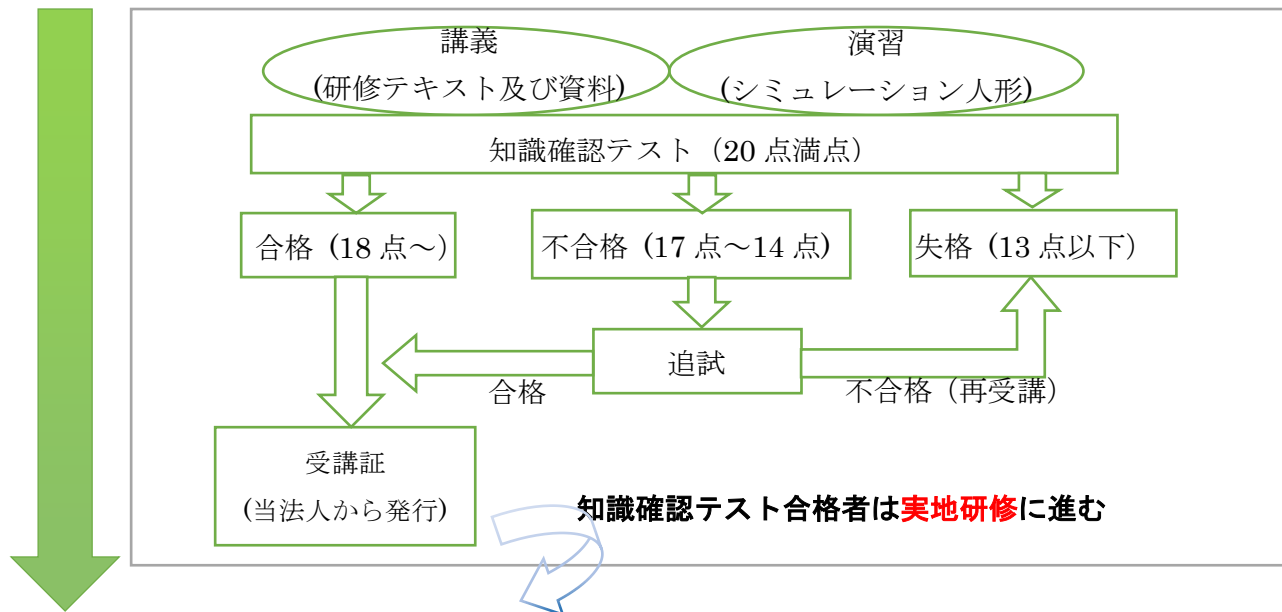 講義
(研修テキスト及び資料)
演習
(シミュレーション人形)
知識確認テスト（20 点満点）
合格 (18 点～）
不合格 (17 点～14 点)
失格 (13 点以下）
追試
合格
不合格（再受講）
受講証
(当法人から発行)
知識確認テスト合格者は実地研修に進む